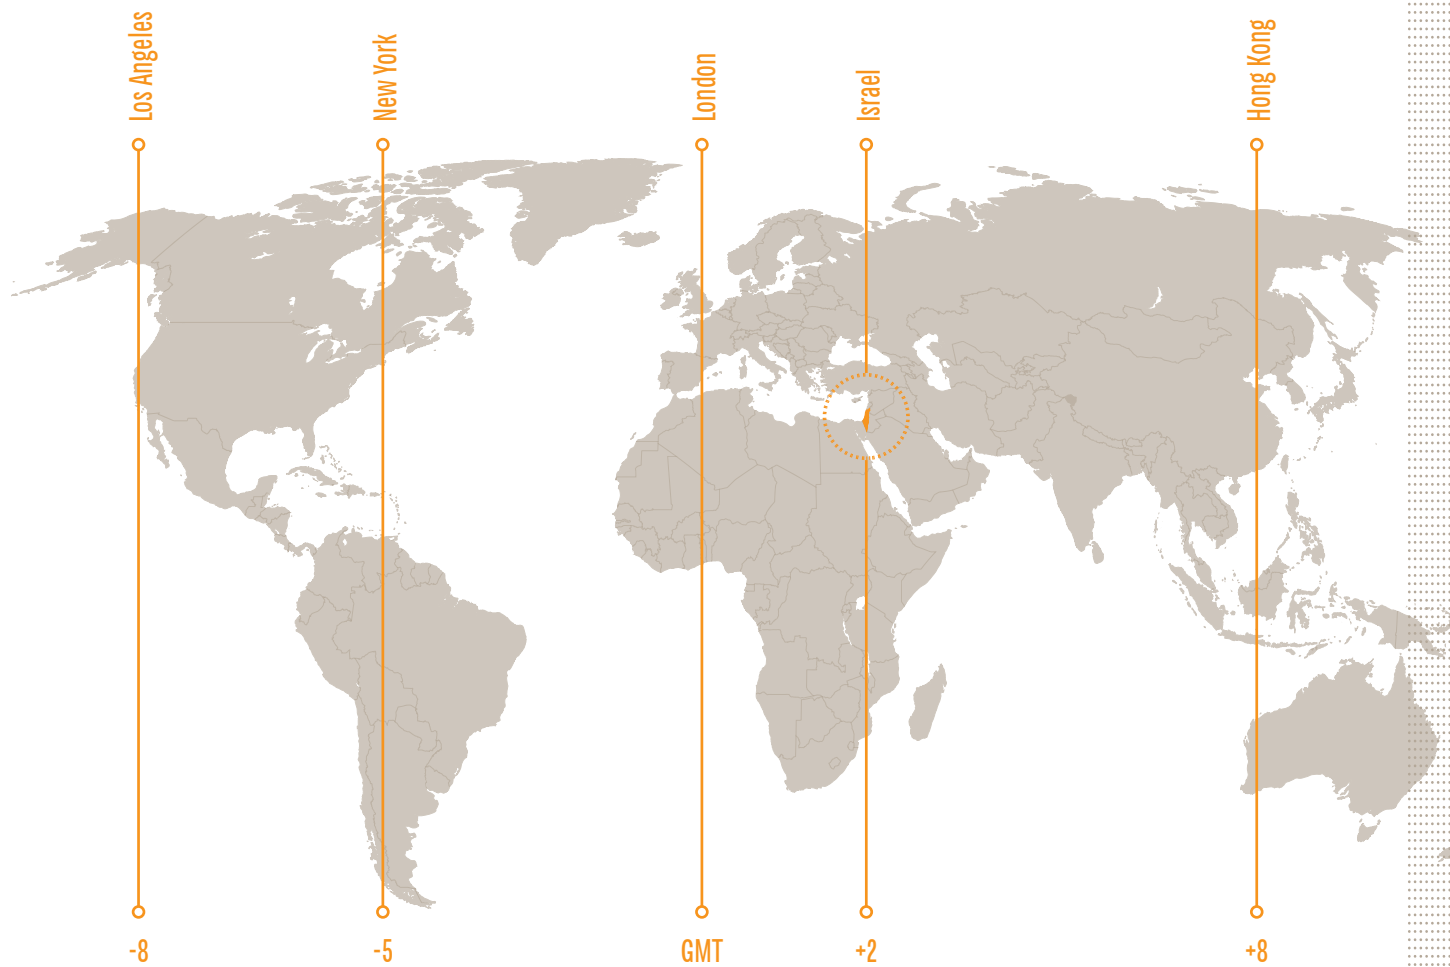 Los Angeles
New York
London
Israel
Hong Kong
-8
-5
GMT
+2
+8